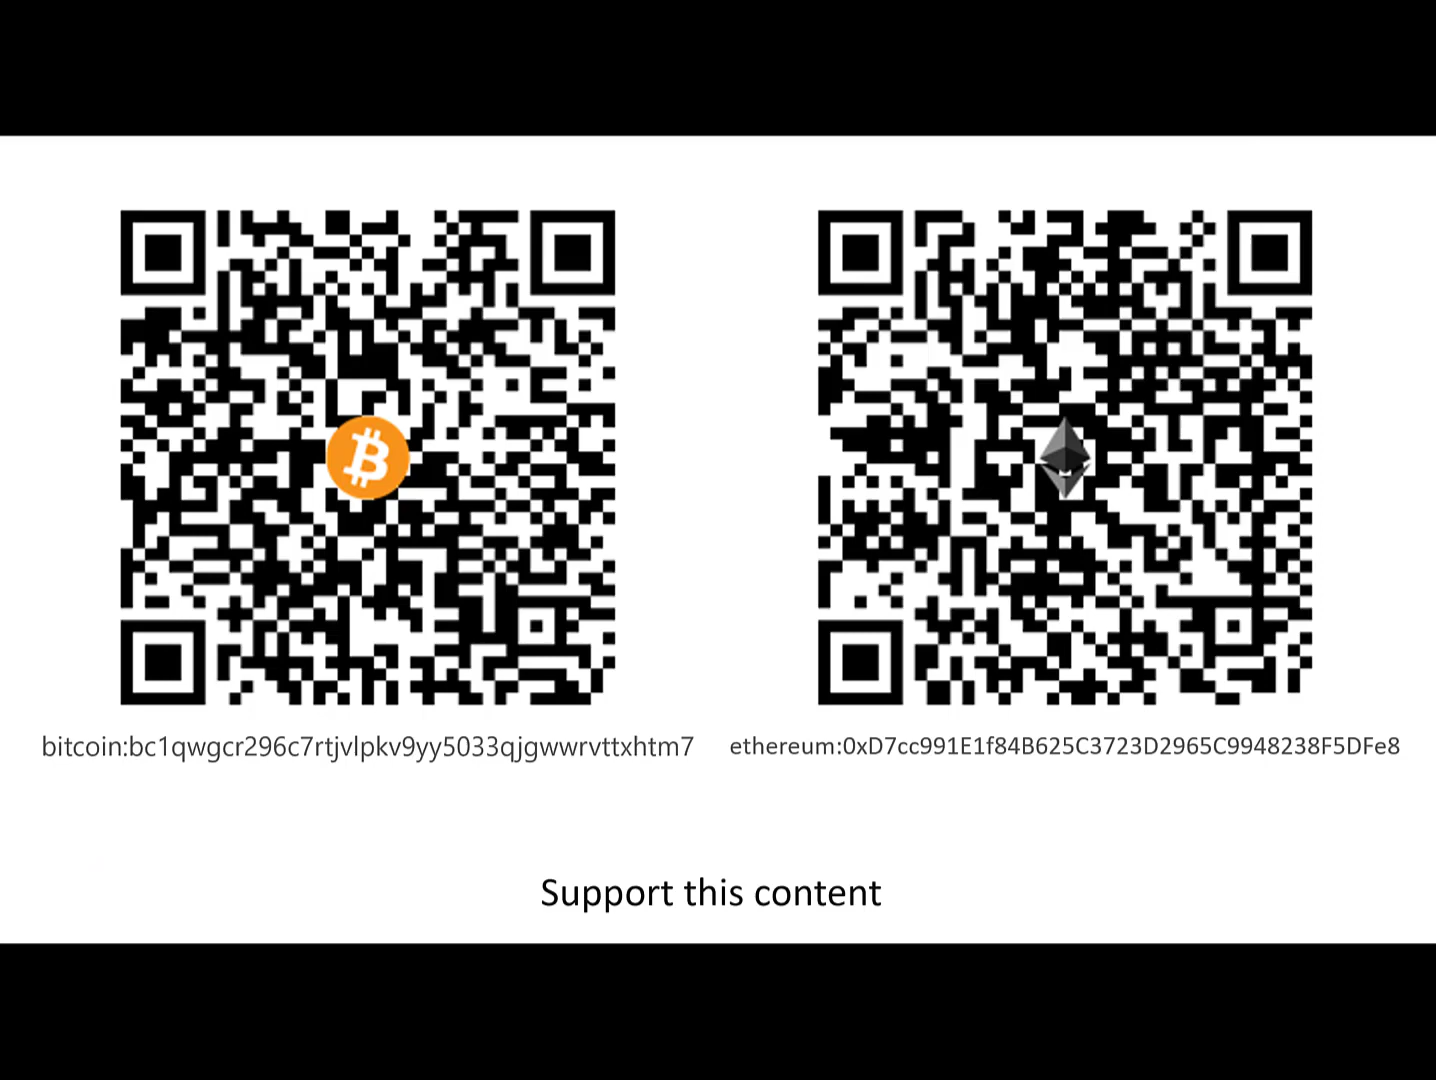 bitcoin:bc1qwgcr296c7rtjvlpkv9yy5033qjgwwrvttxhtm7
ethereum:0xD7cc991E1f84B625C3723D2965C9948238F5DFe8
Support this content